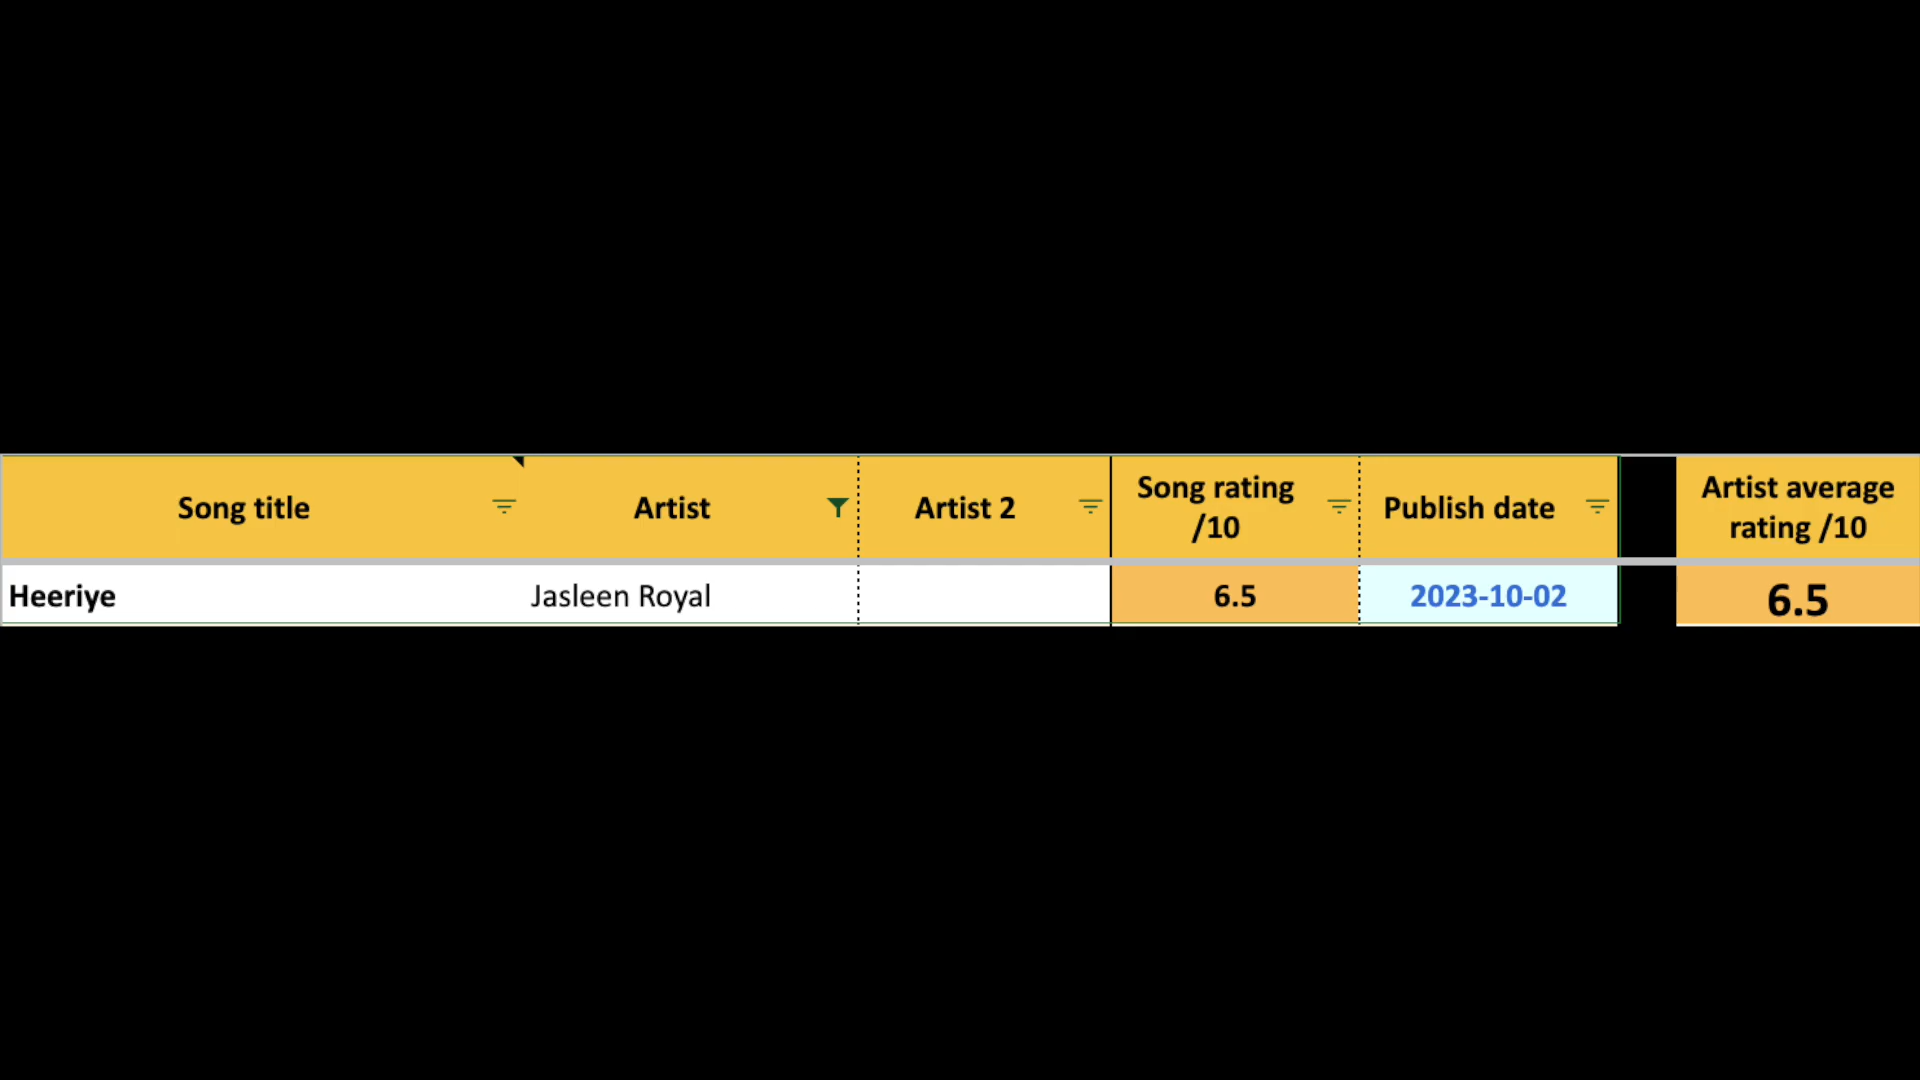 Song title
Artist
Artist 2
Song rating
/10
Publish date
Artist average
rating /10
Heeriye
Jasleen Royal
6.5
2023-10-02
6.5